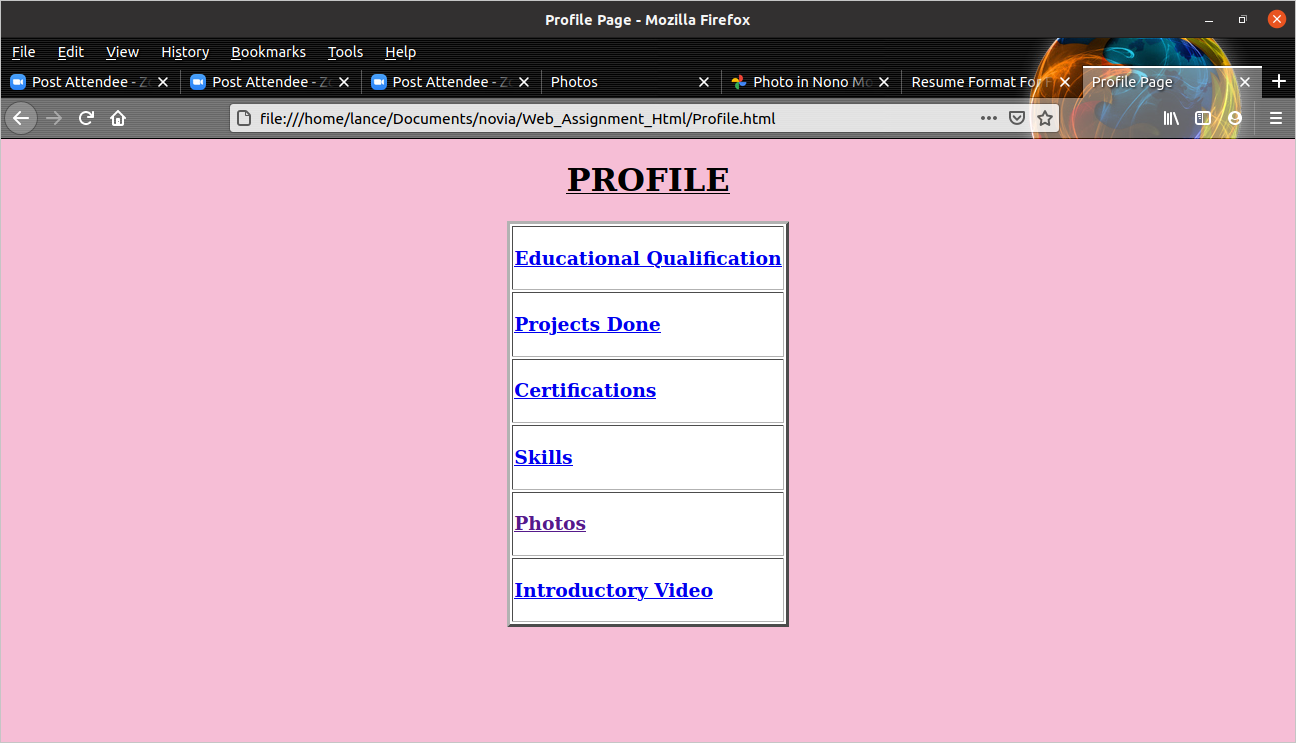 Profile Page - Mozilla Firefox
File Edit View History Bookmarks Tools Help
Post Attendee - Zo Post Attendee - Zo Post Attendee - Zo Photos Photo in Nono Mo Resume Format For Profile Page
file:///home/lance/Documents/novia/Web_Assignment_Html/Profile.html
PROFILE
Educational Qualification
Projects Done
Certifications
Skills
Photos
Introductory Video